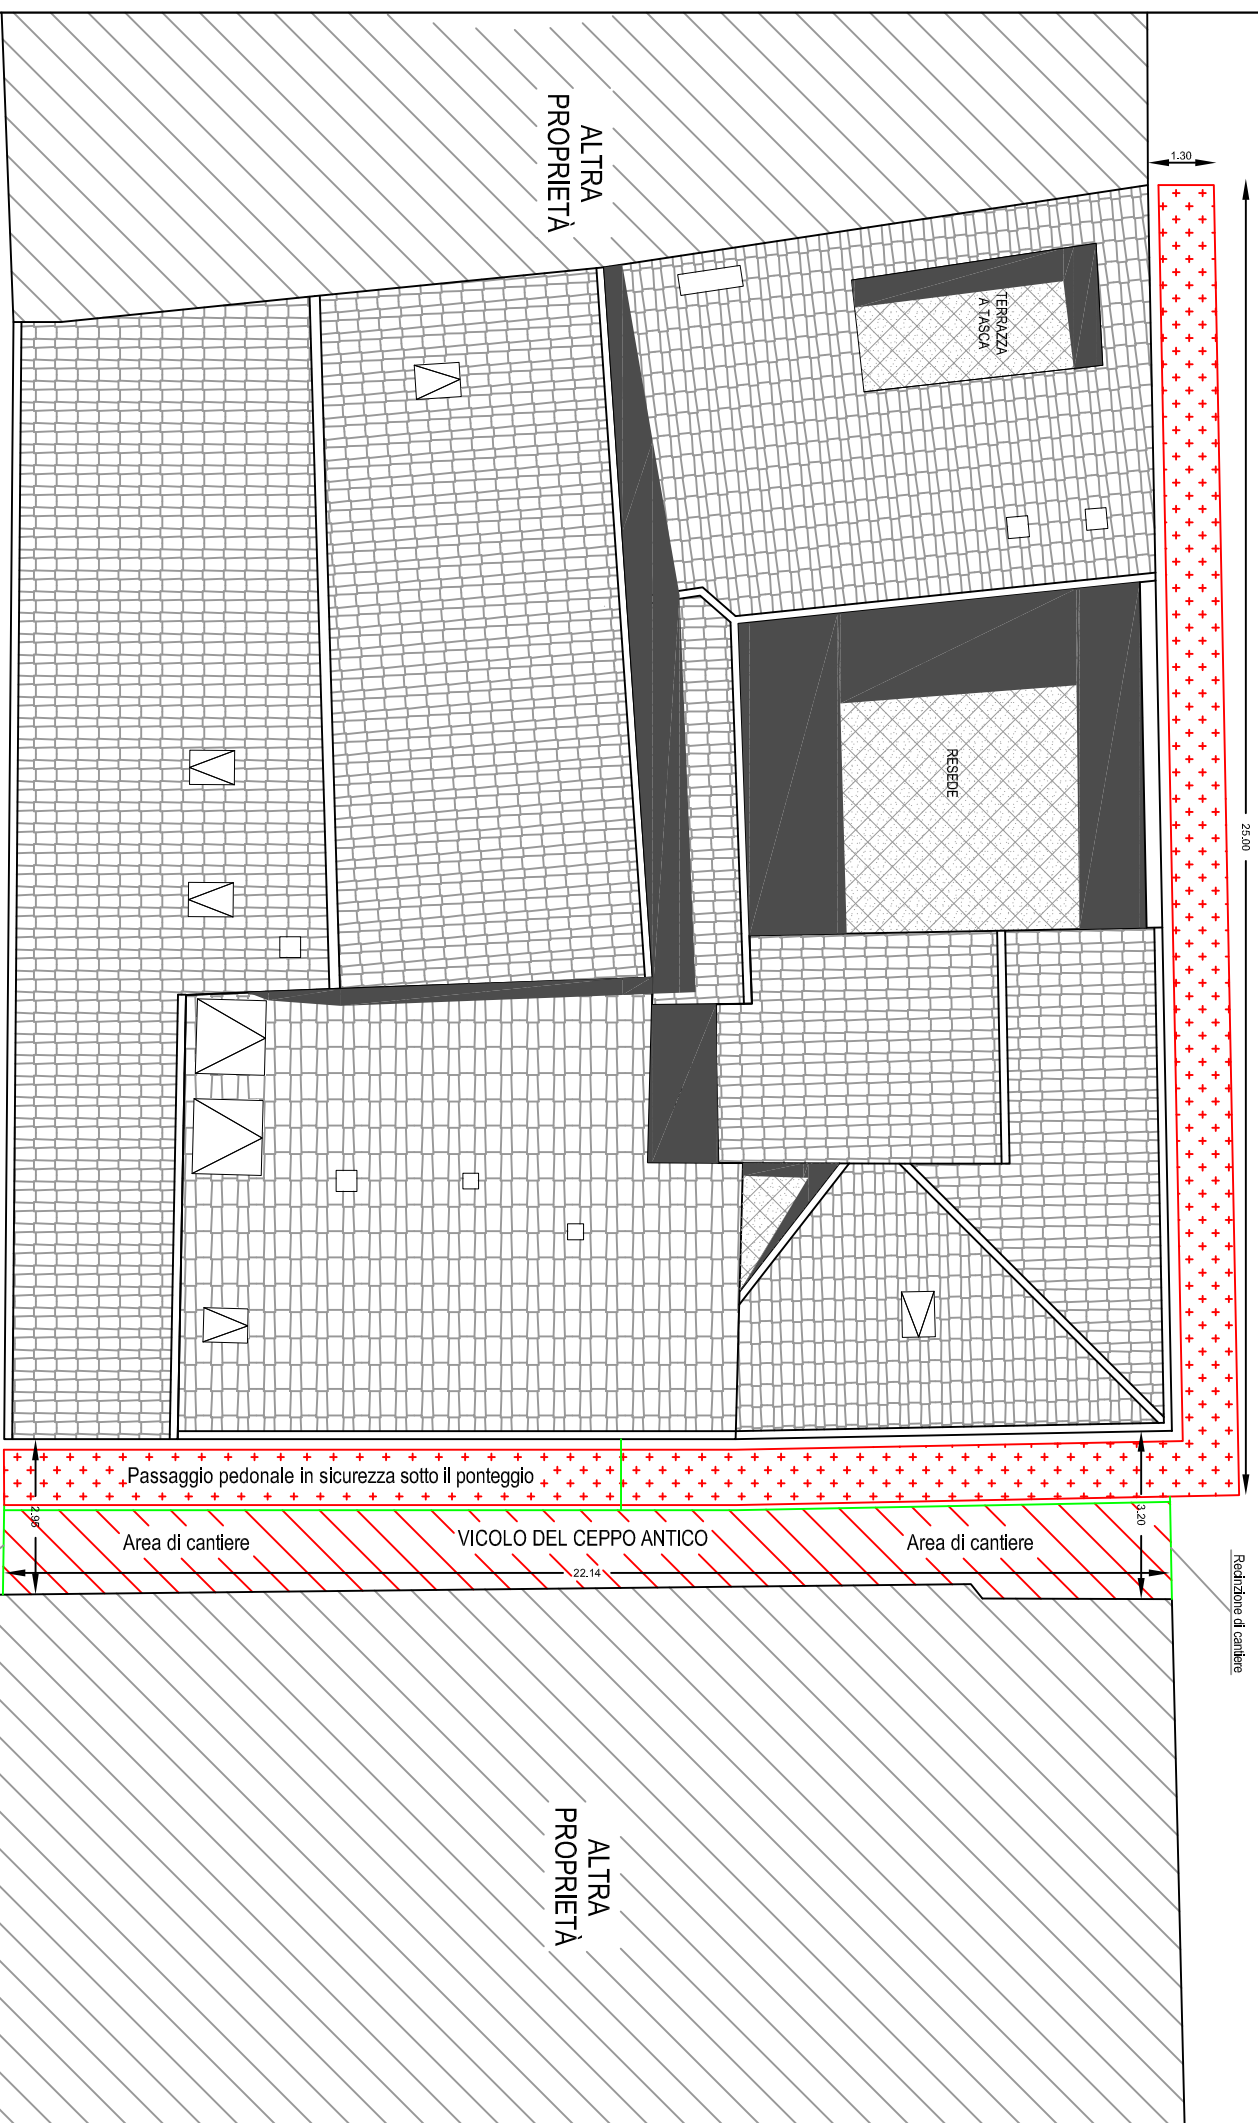 ALTRA
PROPRIETÀ
1.30
TERRAZZA
A TASCA
25.00
RESEDE
Passaggio pedonale in sicurezza sotto il ponteggio
2.95
3.20
Area di cantiere
VICOLO DEL CEPPO ANTICO
Area di cantiere
22.14
Recinzione di cantiere
ALTRA
PROPRIETÀ